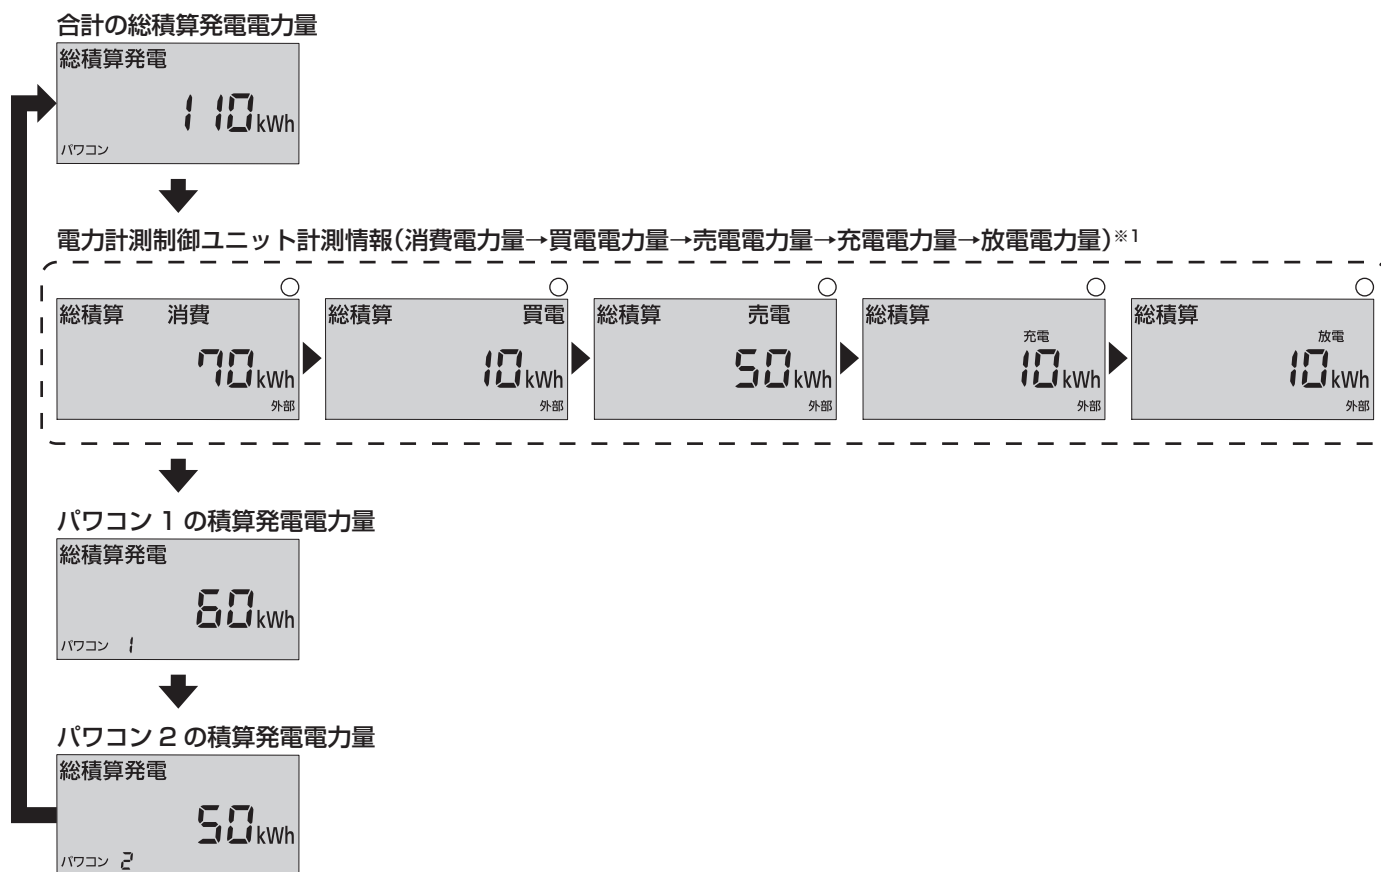 合計の総積算発電電力量
総積算発電
110kWh
パワコン
電力計測制御ユニット計測情報(消費電力量→買電電力量→売電電力量→充電電力量→放電電力量)※1
総積算 消費
70kWh
外部
総積算 買電
10kWh
外部
総積算 売電
50kWh
外部
総積算
充電
10kWh
外部
総積算
放電
10kWh
外部
パワコン 1 の積算発電電力量
総積算発電
60kWh
パワコン 1
パワコン 2 の積算発電電力量
総積算発電
50kWh
パワコン 2